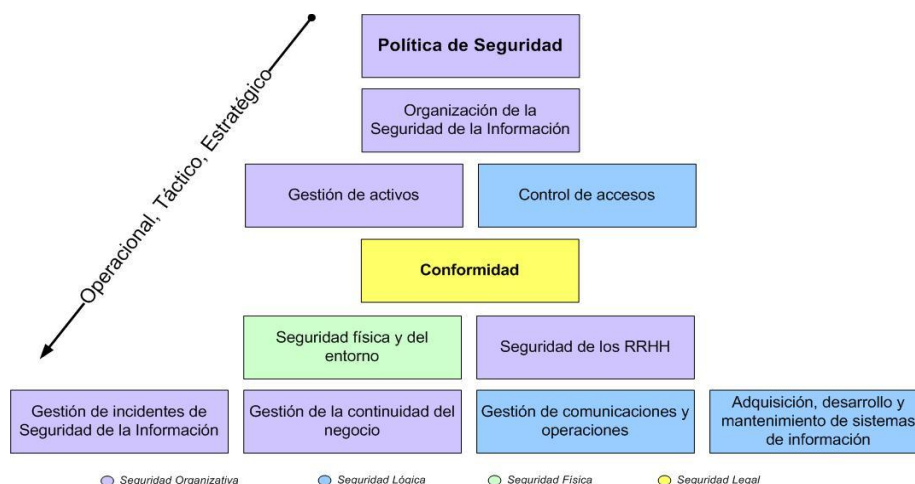 Política de Seguridad
Operacional, Táctico, Estratégico
Organización de la
Seguridad de la Información
Gestión de activos
Control de accesos
Conformidad
Seguridad física y del
entorno
Seguridad de los RRHH
Gestión de incidentes de
Seguridad de la Información
Gestión de la continuidad del
negocio
Gestión de comunicaciones y
operaciones
Adquisición, desarrollo y
mantenimiento de sistemas
de información
Seguridad Organizativa
Seguridad Lógica
Seguridad Física
Seguridad Legal